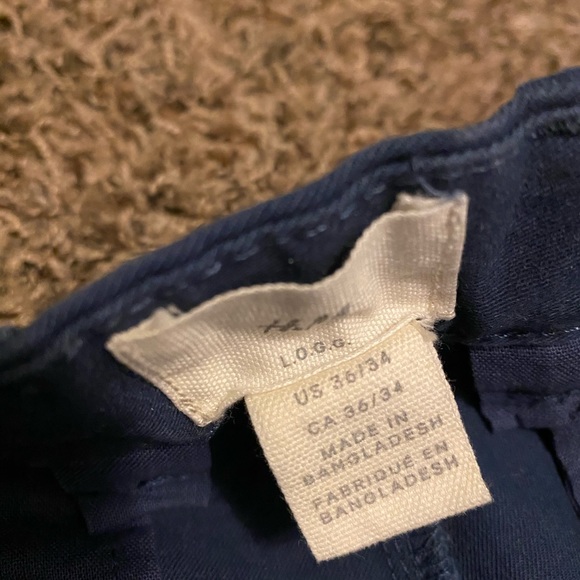 H&M
L.O.G.G.
US 36/34
CA 36/34
MADE IN
BANGLADESH
FABRIQUÉ EN
BANGLADESH